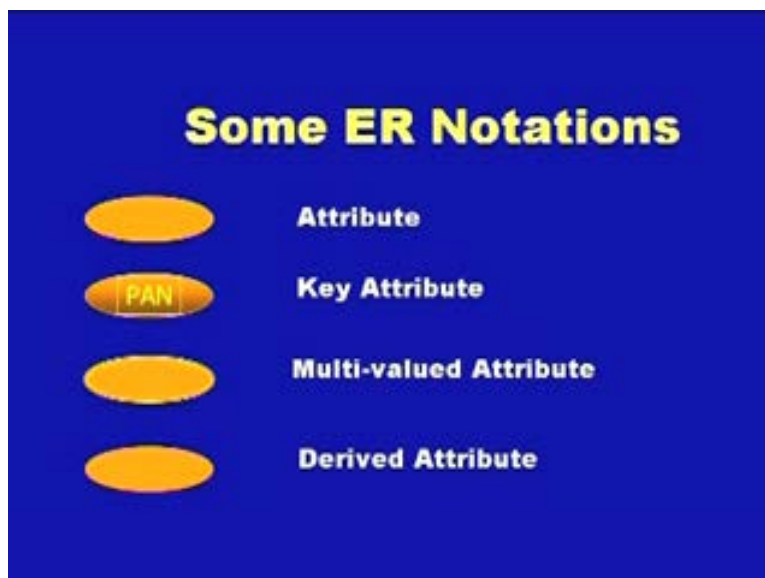 Some ER Notations
Attribute
PAN
Key Attribute
Multi-valued Attribute
Derived Attribute